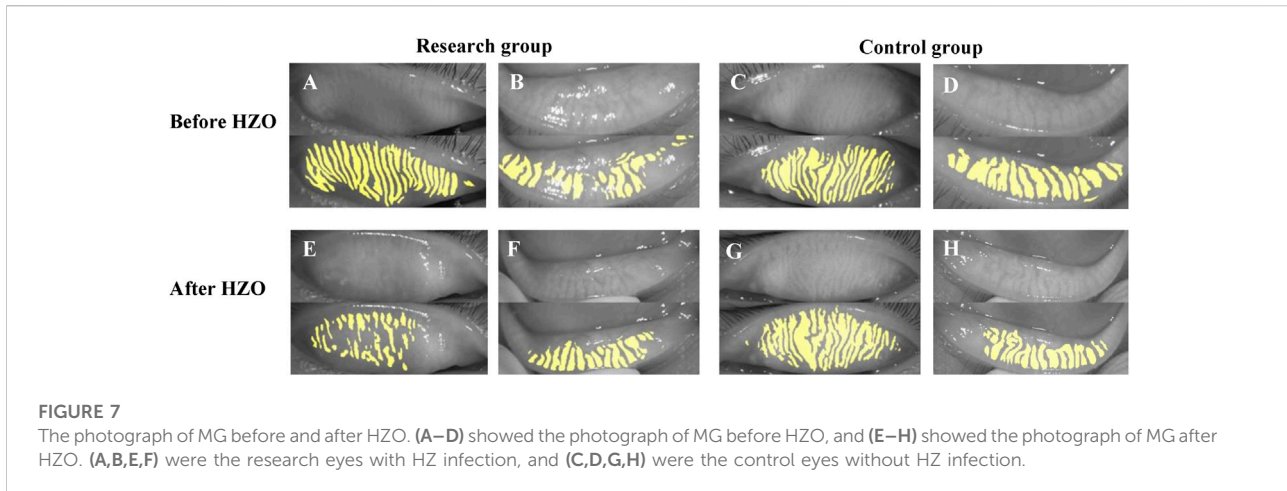 Research group
Control group
A
B
C
D
Before HZO
E
F
G
H
After HZO
FIGURE 7
The photograph of MG before and after HZO. (A–D) showed the photograph of MG before HZO, and (E–H) showed the photograph of MG after
HZO. (A,B,E,F) were the research eyes with HZ infection, and (C,D,G,H) were the control eyes without HZ infection.